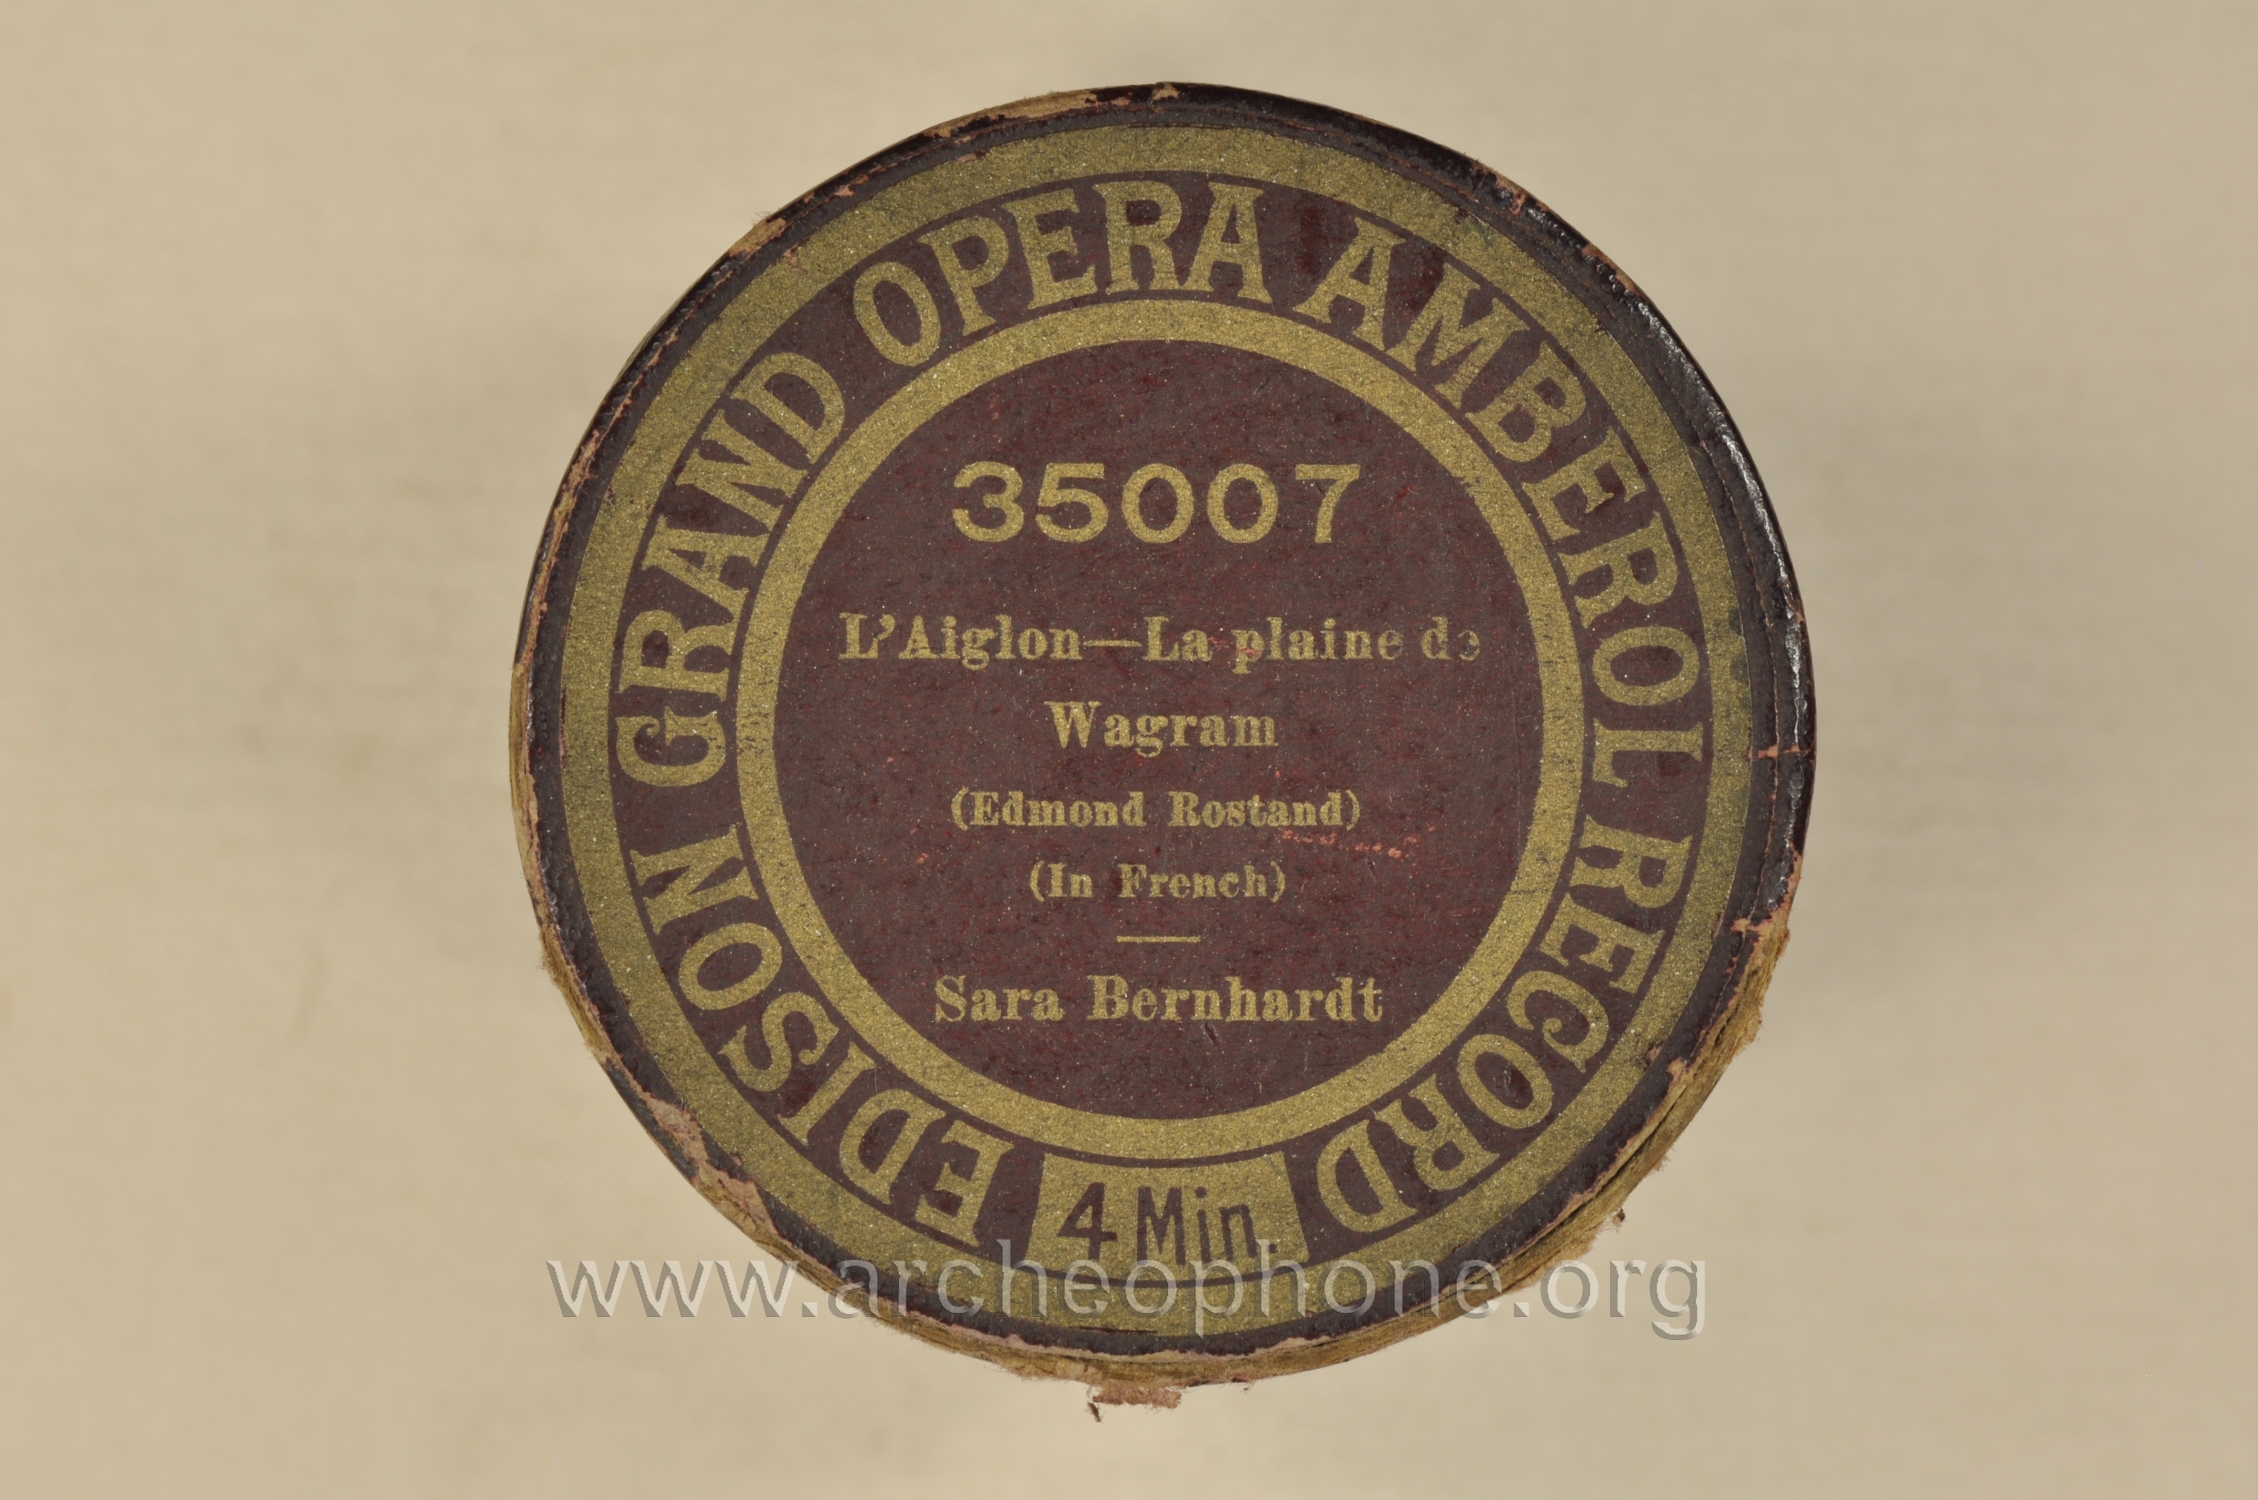 EDISON GRAND OPERA AMBEROL RECORD
35007
L'Aiglon—La plaine de
Wagram
(Edmond Rostand)
(In French)
Sara Bernhardt
4 Min.
www.archeophone.org